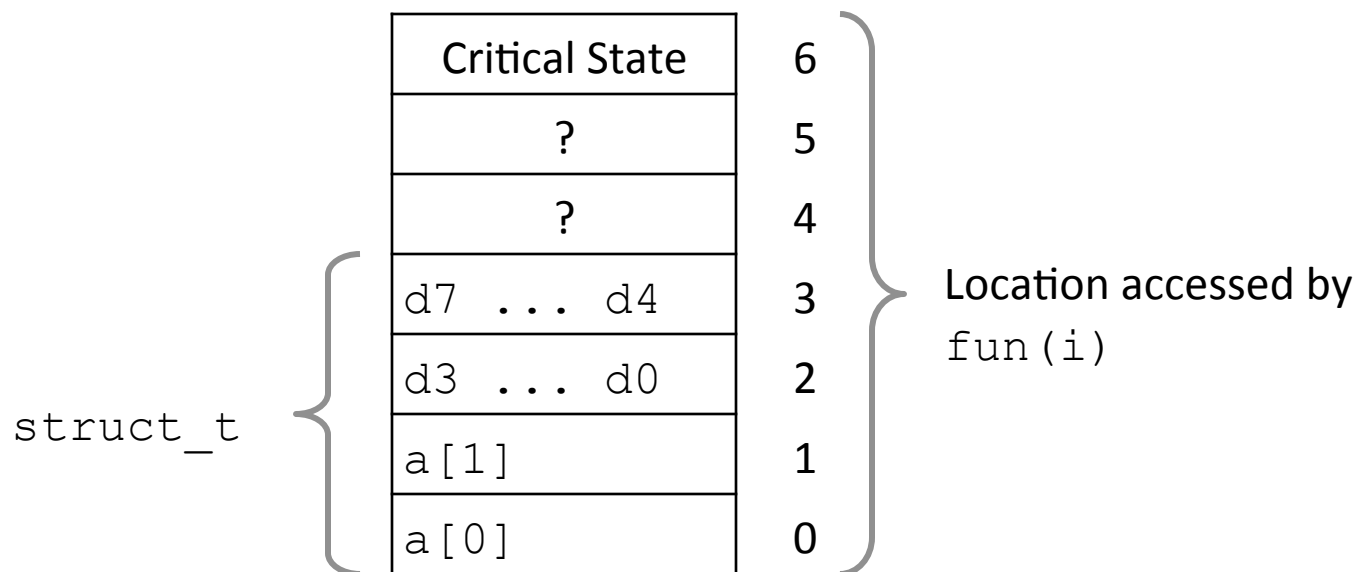 Critical State 6
? 5
? 4
d7 ... d4 3
Location accessed by
fun(i)
d3 ... d0 2
struct_t
a[1] 1
a[0] 0